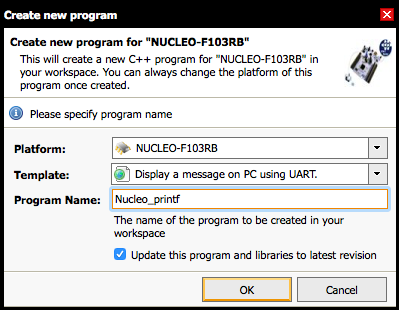 Create new program
Create new program for "NUCLEO-F103RB"
This will create a new C++ program for "NUCLEO-F103RB" in
your workspace. You can always change the platform of this
program once created.
Please specify program name
Platform: NUCLEO-F103RB
Template: Display a message on PC using UART.
Program Name: Nucleo_printf
The name of the program to be created in your
workspace
Update this program and libraries to latest revision
OK Cancel